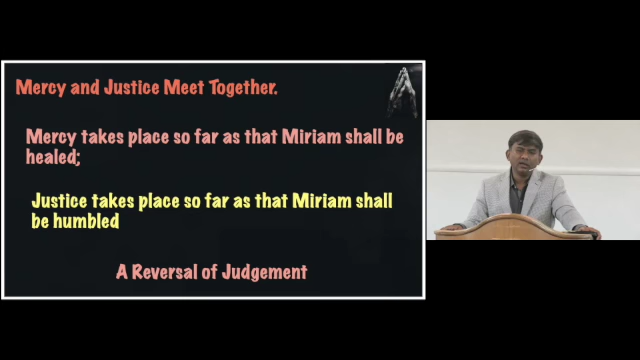 Mercy and Justice Meet Together.
Mercy takes place so far as that Miriam shall be
healed;
Justice takes place so far as that Miriam shall
be humbled
A Reversal of Judgement